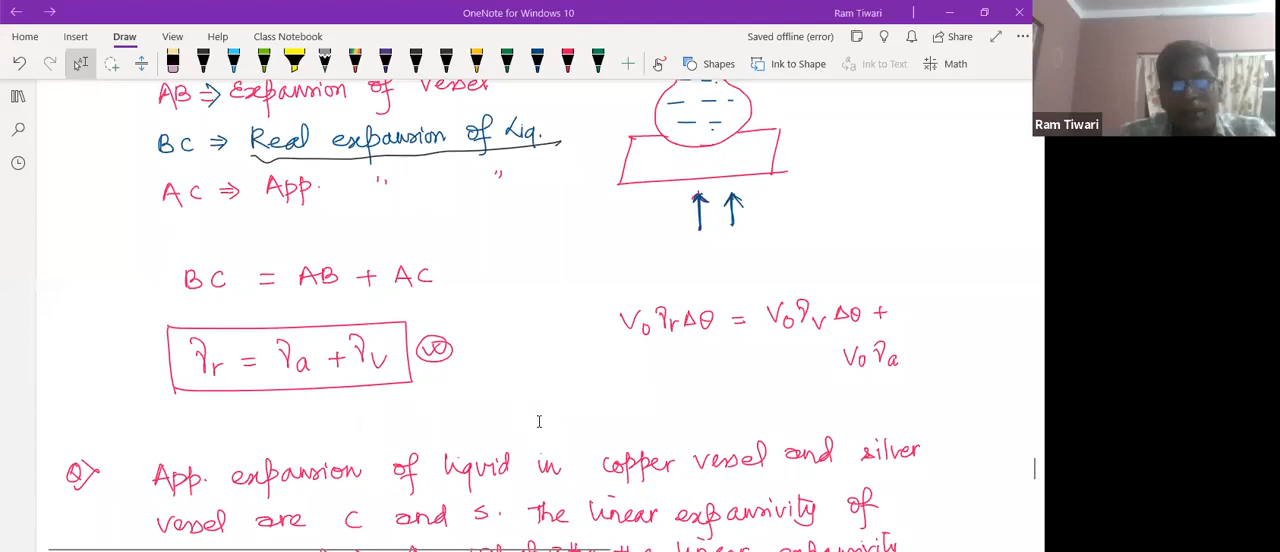 OneNote for Windows 10
Ram Tiwari
Home Insert Draw View Help Class Notebook
Saved offline (error) Share
Shapes Ink to Shape Ink to Text Math
AB ⇒ Expansion of Vessel
BC ⇒ Real expansion of Liq.
AC ⇒ App. " "
BC = AB + AC
γr = γa + γv
V₀γrΔθ = V₀γvΔθ +
V₀γa
Q> App. expansion of liquid in copper vessel and silver
vessel are C and S. The linear expansivity of
the linear expansivity
Ram Tiwari